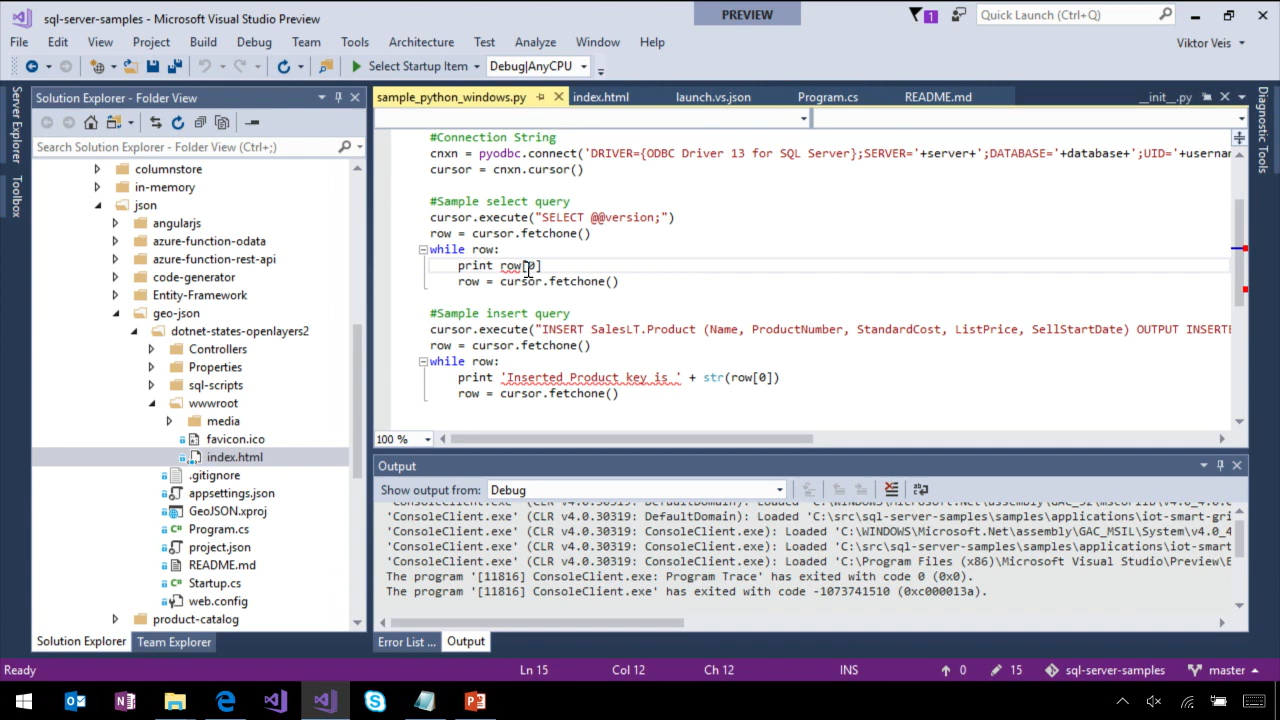 sql-server-samples - Microsoft Visual Studio Preview
PREVIEW
1
Quick Launch (Ctrl+Q)
File Edit View Project Build Debug Team Tools Architecture Test Analyze Window Help
Viktor Veis
Select Startup Item
Debug|AnyCPU
Server Explorer
Toolbox
Solution Explorer - Folder View
Search Solution Explorer - Folder View (Ctrl+;)
columnstore
in-memory
json
angularjs
azure-function-odata
azure-function-rest-api
code-generator
Entity-Framework
geo-json
dotnet-states-openlayers2
Controllers
Properties
sql-scripts
wwwroot
media
favicon.ico
index.html
.gitignore
appsettings.json
GeoJSON.xproj
Program.cs
project.json
README.md
Startup.cs
web.config
product-catalog
Solution Explorer
Team Explorer
sample_python_windows.py
index.html
launch.vs.json
Program.cs
README.md
__init__.py
Diagnostic Tools
#Connection String
cnxn = pyodbc.connect('DRIVER={ODBC Driver 13 for SQL Server};SERVER='+server+';DATABASE='+database+';UID='+usernam
cursor = cnxn.cursor()
#Sample select query
cursor.execute("SELECT @@version;")
row = cursor.fetchone()
while row:
print row[0]
row = cursor.fetchone()
#Sample insert query
cursor.execute("INSERT SalesLT.Product (Name, ProductNumber, StandardCost, ListPrice, SellStartDate) OUTPUT INSERTE
row = cursor.fetchone()
while row:
print 'Inserted Product key is ' + str(row[0])
row = cursor.fetchone()
100 %
Output
Show output from:
Debug
'ConsoleClient.exe' (CLR v4.0.30319: DefaultDomain): Loaded 'C:\src\sql-server-samples\samples\applications\iot-smart-gri
'ConsoleClient.exe' (CLR v4.0.30319: DefaultDomain): Loaded 'C:\WINDOWS\Microsoft.Net\assembly\GAC_MSIL\System\v4.0_4
'ConsoleClient.exe' (CLR v4.0.30319: DefaultDomain): Loaded 'C:\src\sql-server-samples\samples\applications\iot-smart
'ConsoleClient.exe' (CLR v4.0.30319: DefaultDomain): Loaded 'C:\Program Files (x86)\Microsoft Visual Studio\Preview\E
The program '[11816] ConsoleClient.exe: Program Trace' has exited with code 0 (0x0).
The program '[11816] ConsoleClient.exe' has exited with code -1073741510 (0xc000013a).
Error List ...
Output
Ready
Ln 15
Col 12
Ch 12
INS
0
15
sql-server-samples
master